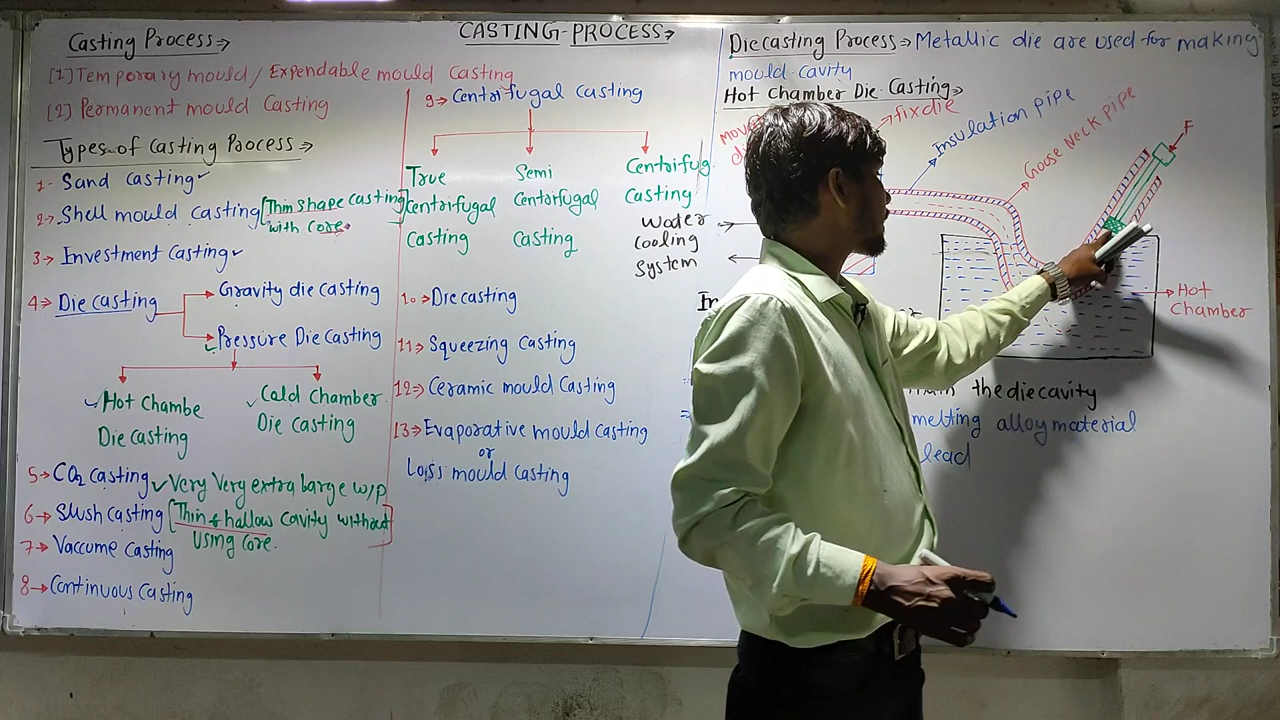 CASTING-PROCESS→
Casting Process→
[1] Temporary mould/Expendable mould Casting
[2] Permanent mould Casting
Types of Casting Process→
1- Sand casting✓
2→ Shell mould casting [Thin shape casting
with core]
3→ Investment Casting✓
4→ Die casting
Gravity die casting
Pressure Die Casting
✓Hot Chambe
Die casting
✓Cold chamber
Die Casting
5→ CO₂ casting✓ Very Very extra large w/p
6→ Slush casting [Thin & hallow cavity without
using core.]
7→ Vaccume Casting
8→ Continuous Casting
9→ Centrifugal Casting
True
Centrifugal
Casting
Semi
Centrifugal
Casting
Centrifug
Casting
10→ Die casting
11→ Squeezing Casting
12→ Ceramic mould Casting
13→ Evaporative mould Casting
or
Loss mould Casting
Diecasting Process→ Metallic die are used for making
mould cavity
Hot Chamber Die Casting→
fix die
Insulation pipe
Goose Neck pipe
F
Water
Cooling
System
Hot
Chamber
the die cavity
melting alloy material
lead